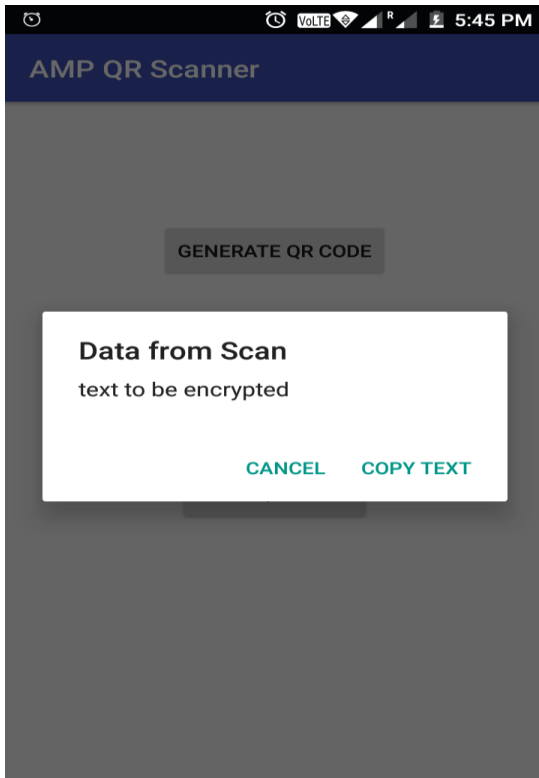 VoLTE R 5:45 PM
AMP QR Scanner
GENERATE QR CODE
Data from Scan
text to be encrypted
CANCEL COPY TEXT